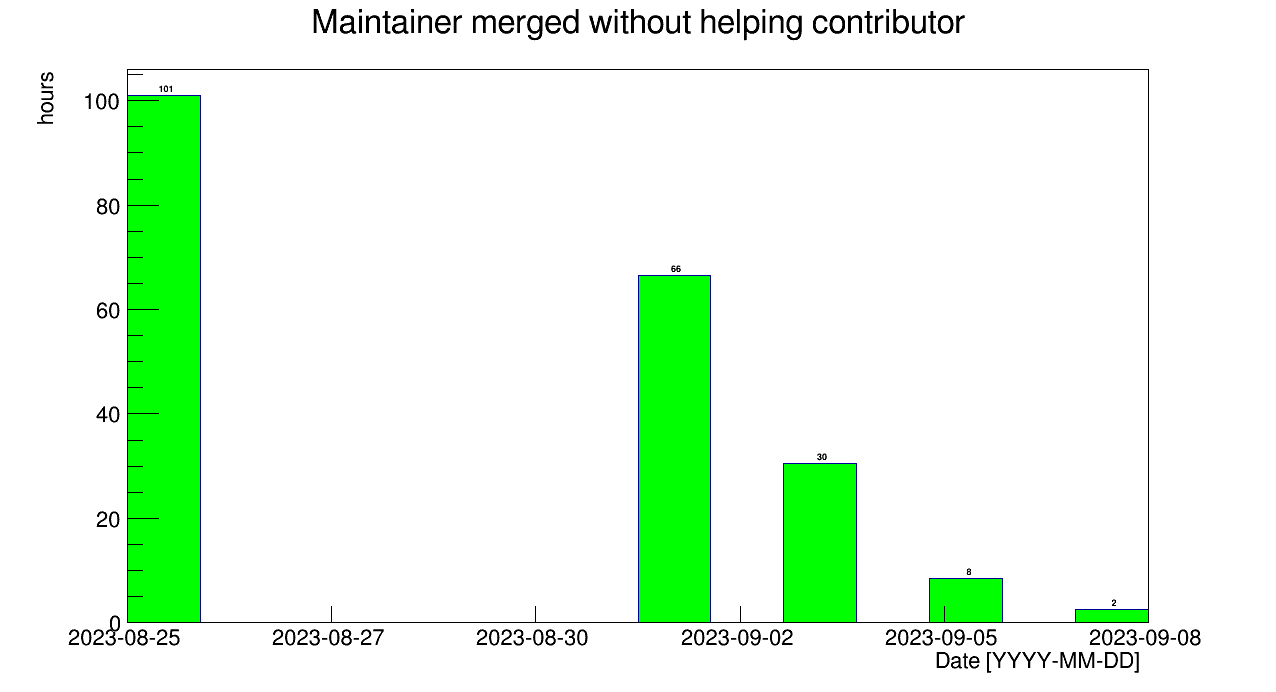 Maintainer merged without helping contributor
hours
100
80
60
40
20
0
101
66
30
8
2
2023-08-25 2023-08-27 2023-08-30 2023-09-02 2023-09-05 2023-09-08
Date [YYYY-MM-DD]